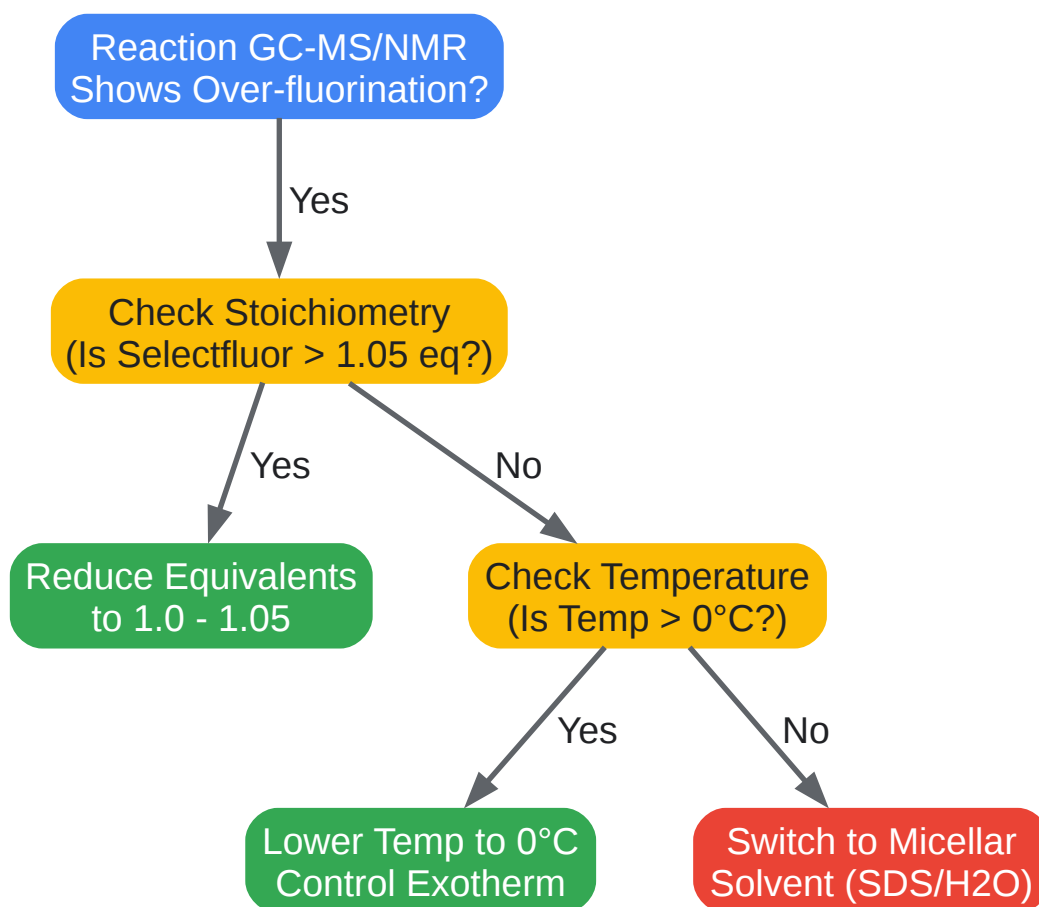 Reaction GC-MS/NMR
Shows Over-fluorination?
Yes
Check Stoichiometry
(Is Selectfluor > 1.05 eq?)
Yes
No
Reduce Equivalents
to 1.0 - 1.05
Check Temperature
(Is Temp > 0°C?)
Yes
No
Lower Temp to 0°C
Control Exotherm
Switch to Micellar
Solvent (SDS/H2O)